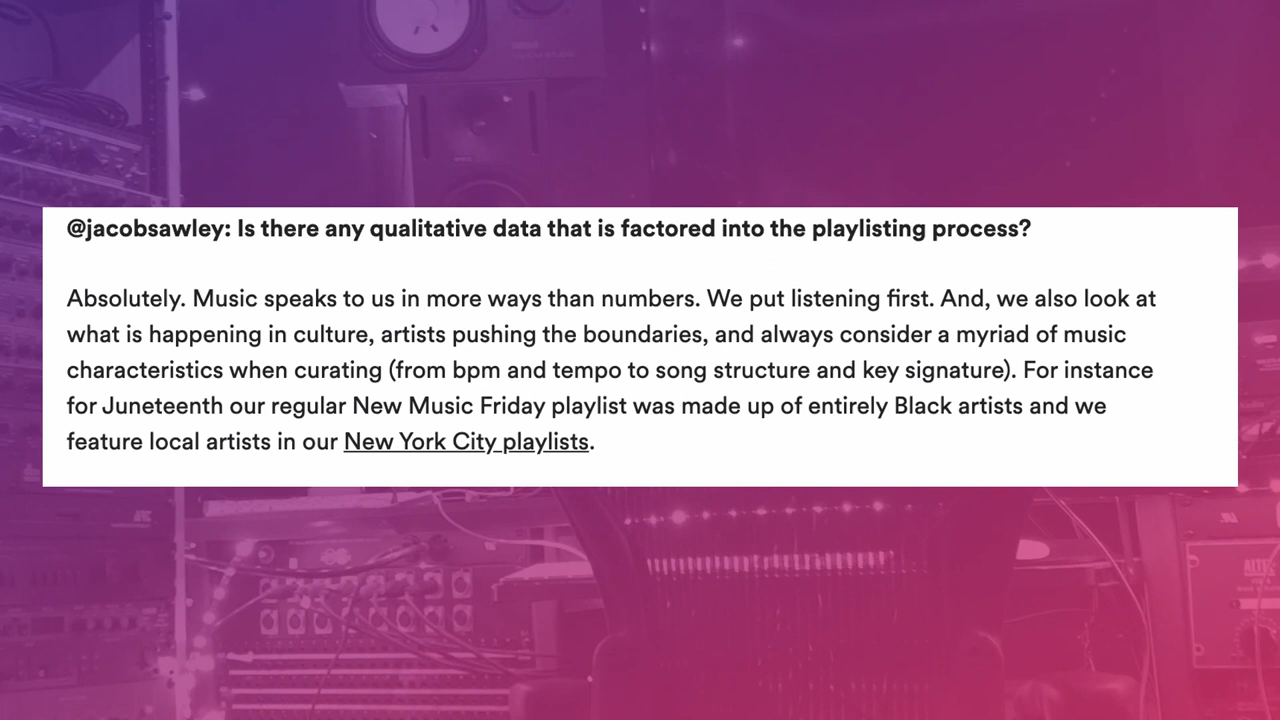 @jacobsawley: Is there any qualitative data that is factored into the playlisting process?
Absolutely. Music speaks to us in more ways than numbers. We put listening first. And, we also look at
what is happening in culture, artists pushing the boundaries, and always consider a myriad of music
characteristics when curating (from bpm and tempo to song structure and key signature). For instance
for Juneteenth our regular New Music Friday playlist was made up of entirely Black artists and we
feature local artists in our New York City playlists.